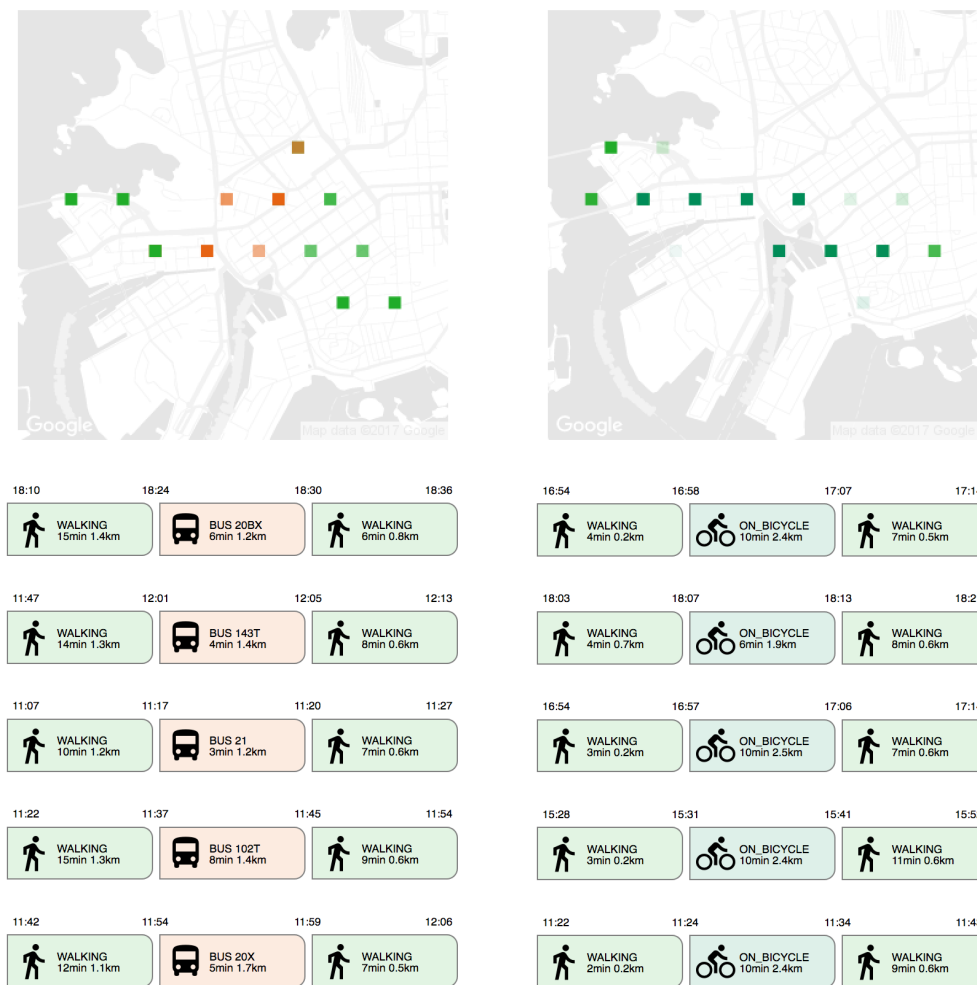 Google
Map data ©2017 Google
Google
Map data ©2017 Google
18:10 18:24 18:30 18:36
WALKING
15min 1.4km
BUS 20BX
6min 1.2km
WALKING
6min 0.8km
11:47 12:01 12:05 12:13
WALKING
14min 1.3km
BUS 143T
4min 1.4km
WALKING
8min 0.6km
11:07 11:17 11:20 11:27
WALKING
10min 1.2km
BUS 21
3min 1.2km
WALKING
7min 0.6km
11:22 11:37 11:45 11:54
WALKING
15min 1.3km
BUS 102T
8min 1.4km
WALKING
9min 0.6km
11:42 11:54 11:59 12:06
WALKING
12min 1.1km
BUS 20X
5min 1.7km
WALKING
7min 0.5km
16:54 16:58 17:07
WALKING
4min 0.2km
ON_BICYCLE
10min 2.4km
WALKING
7min 0.5km
18:03 18:07 18:13
WALKING
4min 0.7km
ON_BICYCLE
6min 1.9km
WALKING
8min 0.6km
16:54 16:57 17:06
WALKING
3min 0.2km
ON_BICYCLE
10min 2.5km
WALKING
7min 0.6km
15:28 15:31 15:41
WALKING
3min 0.2km
ON_BICYCLE
10min 2.4km
WALKING
11min 0.6km
11:22 11:24 11:34
WALKING
2min 0.2km
ON_BICYCLE
10min 2.4km
WALKING
9min 0.6km